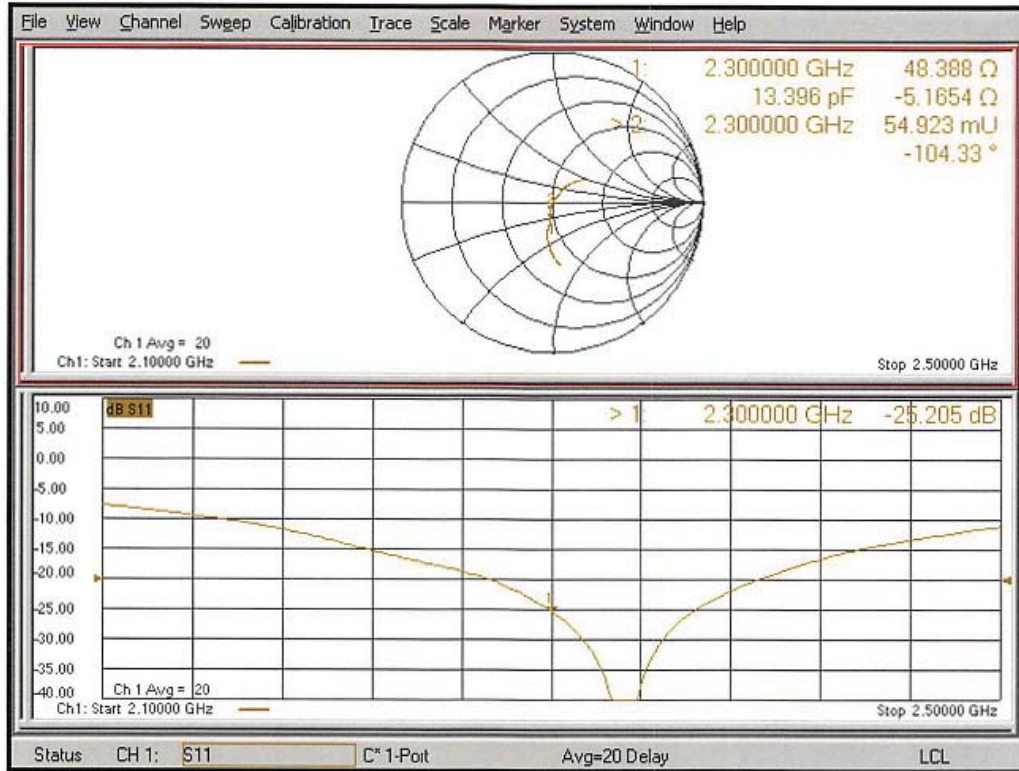 File View Channel Sweep Calibration Trace Scale Marker System Window Help
1: 2.300000 GHz 48.388 Ω
13.396 pF -5.1654 Ω
> 2: 2.300000 GHz 54.923 mU
-104.33 °
Ch 1 Avg = 20
Ch1: Start 2.10000 GHz
Stop 2.50000 GHz
10.00
dB S11
> 1: 2.300000 GHz -25.205 dB
5.00
0.00
-5.00
-10.00
-15.00
-20.00
-25.00
1
-30.00
-35.00
-40.00
Ch 1 Avg = 20
Ch1: Start 2.10000 GHz
Stop 2.50000 GHz
Status CH 1: S11 C* 1-Port Avg=20 Delay LCL